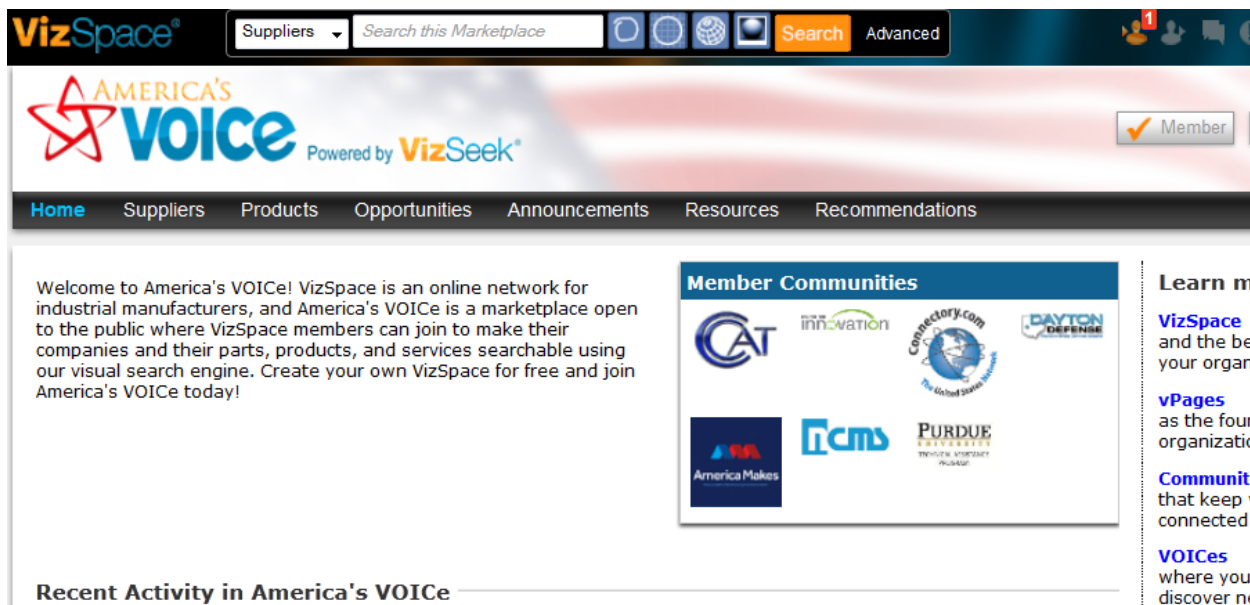 VizSpace®
Suppliers
Search this Marketplace
Search
Advanced
1
AMERICA'S
VOICe
Powered by VizSeek®
Member
Home
Suppliers
Products
Opportunities
Announcements
Resources
Recommendations
Welcome to America's VOICe! VizSpace is an online network for
industrial manufacturers, and America's VOICe is a marketplace open
to the public where VizSpace members can join to make their
companies and their parts, products, and services searchable using
our visual search engine. Create your own VizSpace for free and join
America's VOICe today!
Member Communities
CAT
innovation
Connectory.com
The United States Network
DAYTON
DEFENSE
America Makes
ncms
PURDUE
UNIVERSITY
TECHNICAL ASSISTANCE
PROGRAM
Learn m
VizSpace
and the be
your organ
vPages
as the foun
organizatio
Communit
that keep
connected
VOICes
where you
discover ne
Recent Activity in America's VOICe